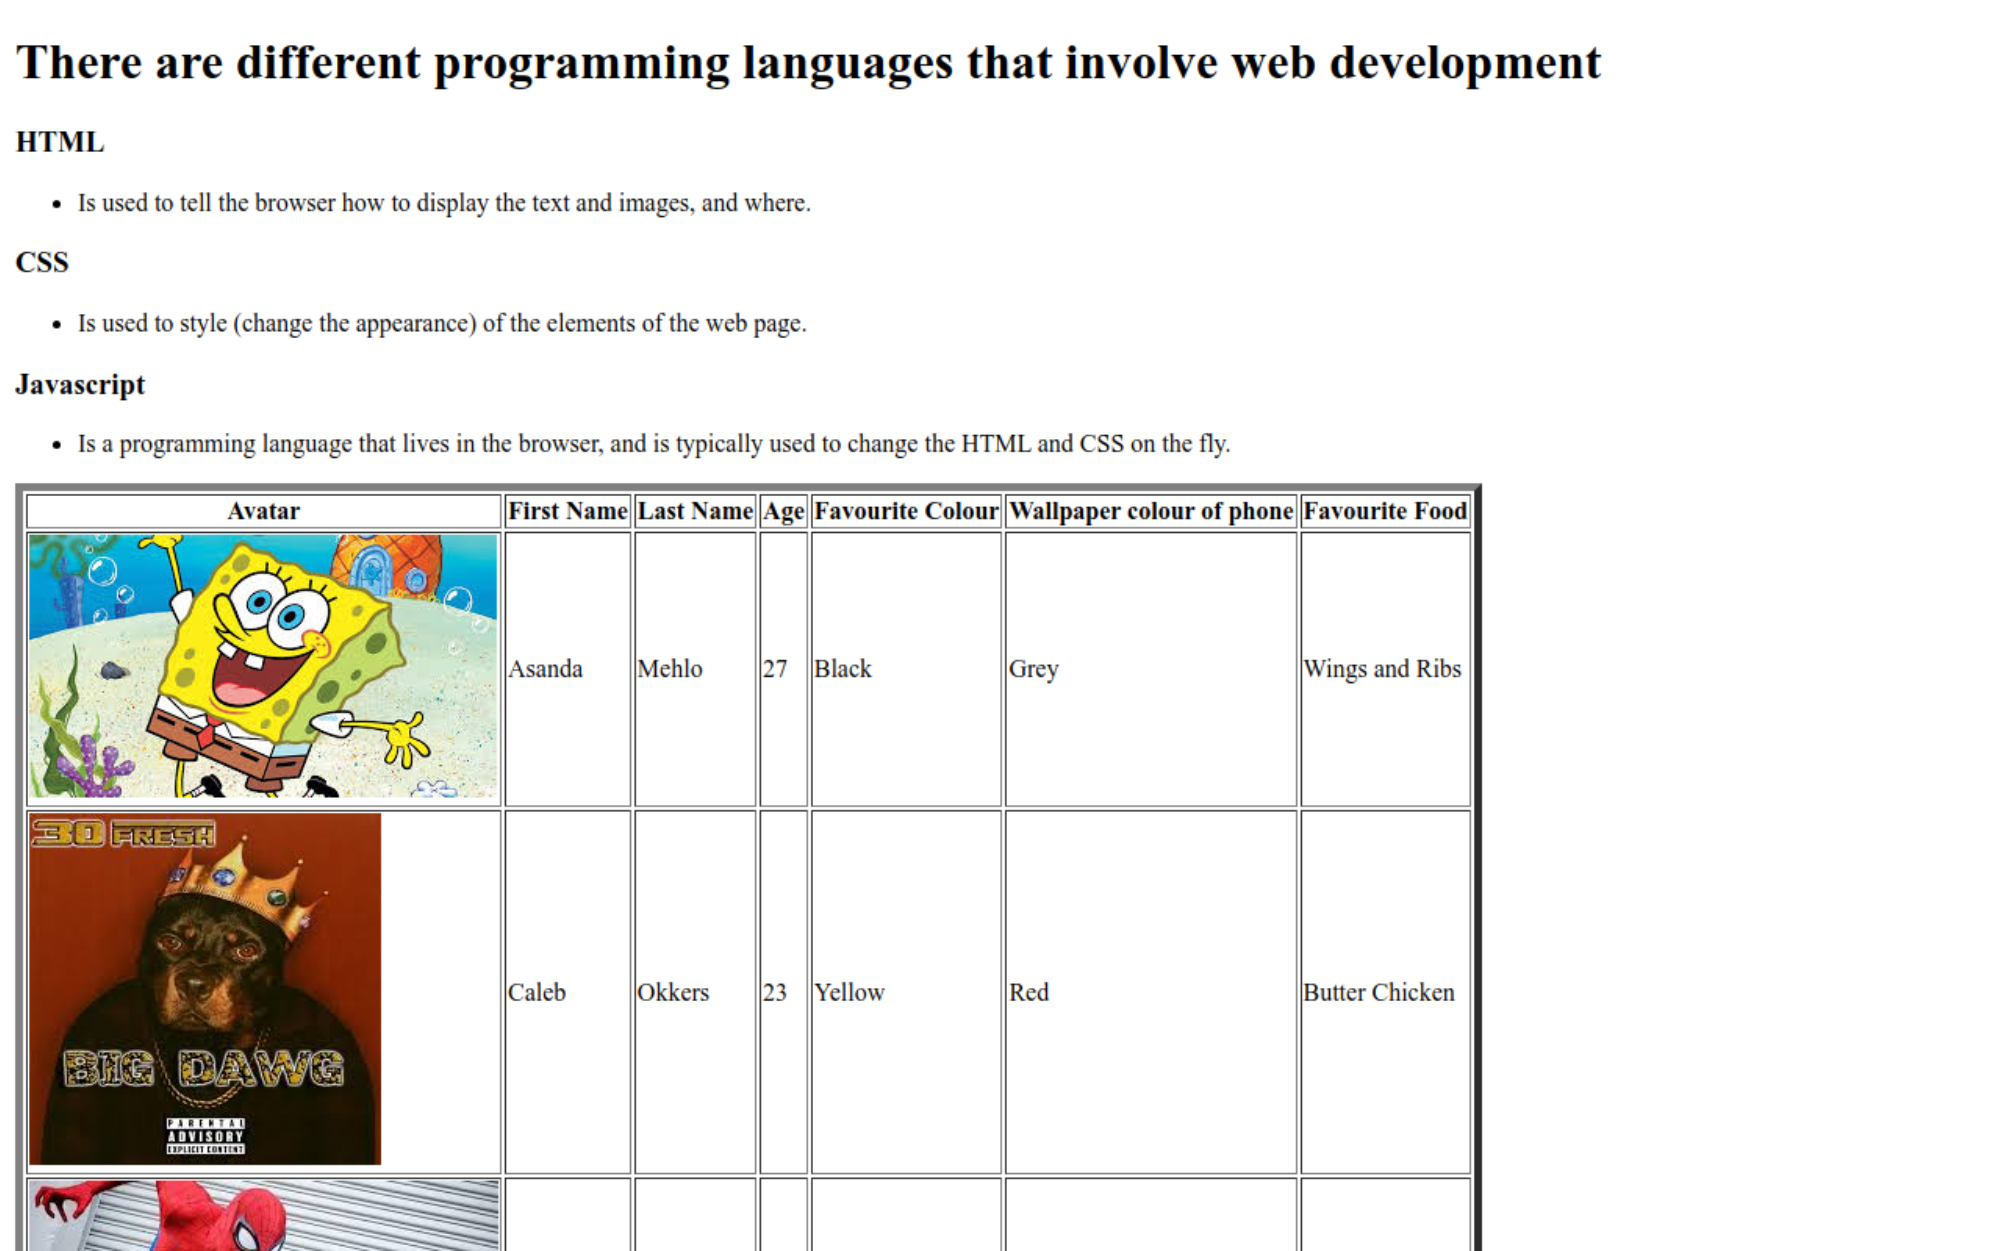 There are different programming languages that involve web development
HTML
• Is used to tell the browser how to display the text and images, and where.
CSS
• Is used to style (change the appearance) of the elements of the web page.
Javascript
• Is a programming language that lives in the browser, and is typically used to change the HTML and CSS on the fly.
Avatar First Name Last Name Age Favourite Colour Wallpaper colour of phone Favourite Food
Asanda Mehlo 27 Black Grey Wings and Ribs
30 FRESH
Caleb Okkers 23 Yellow Red Butter Chicken
BIG DAWG
PARENTAL
ADVISORY
EXPLICIT CONTENT